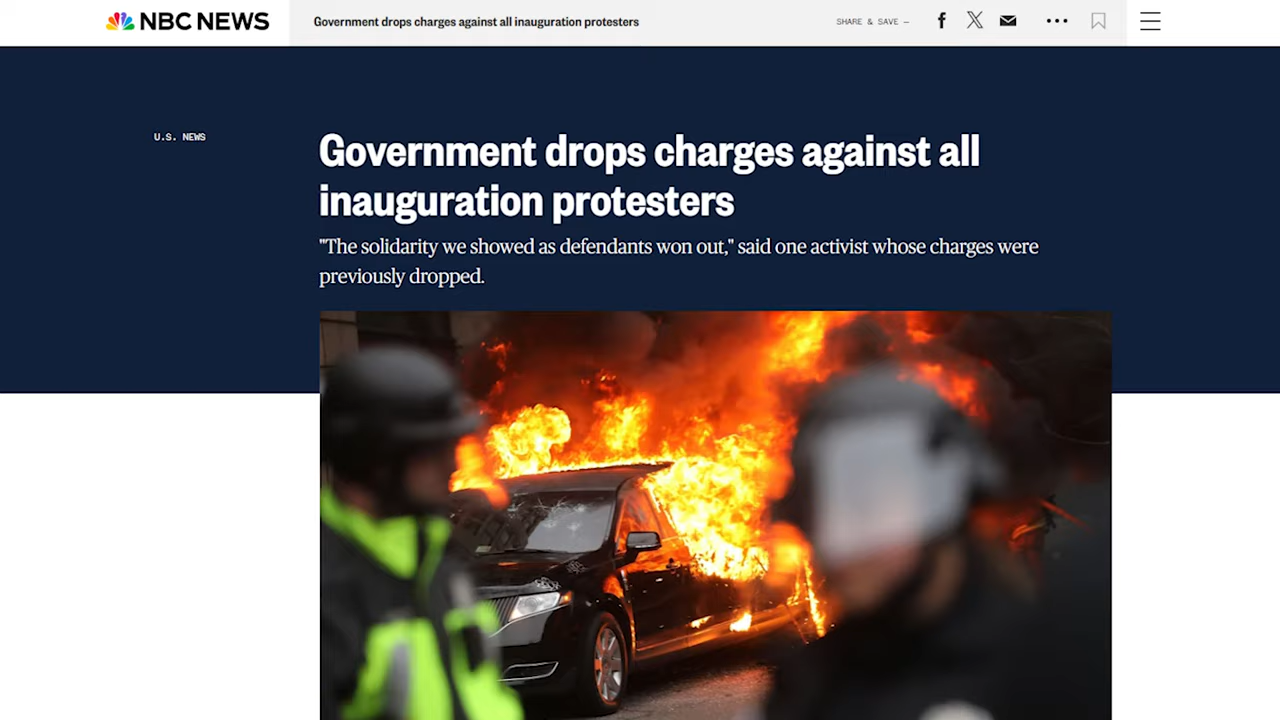 NBC NEWS
Government drops charges against all inauguration protesters
SHARE & SAVE —
U.S. NEWS
Government drops charges against all
inauguration protesters
"The solidarity we showed as defendants won out," said one activist whose charges were
previously dropped.